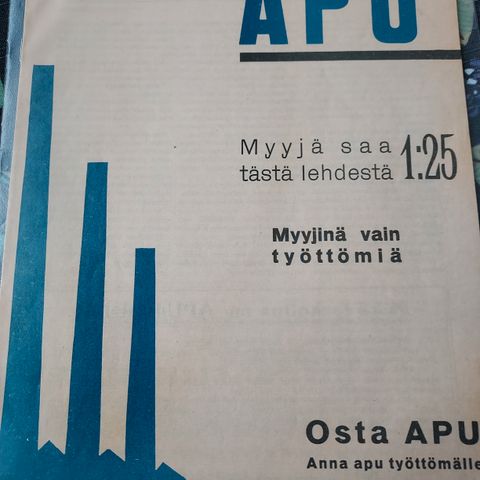 APU
Myyjä saa 1:25
tästä lehdestä
Myyjinä vain
työttömiä
Osta APU
Anna apu työttömälle